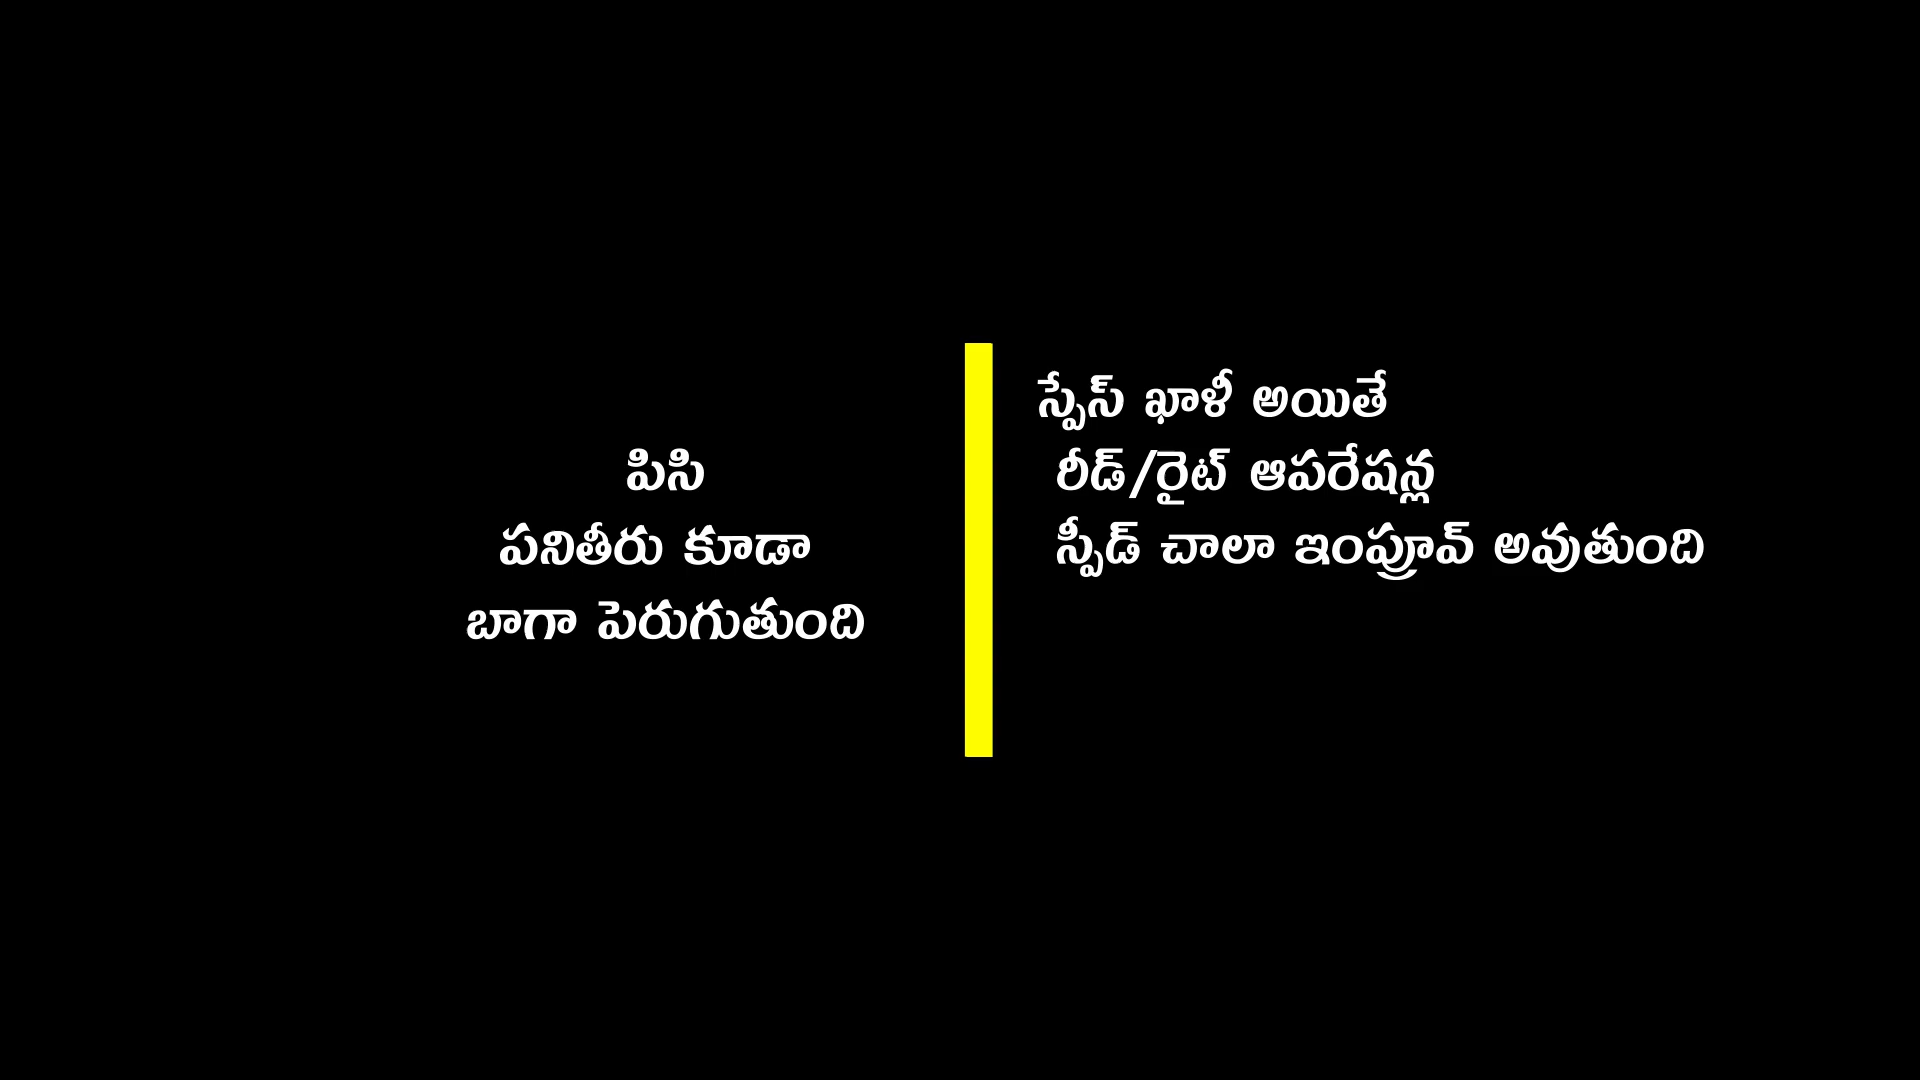 పిసి
పనితీరు కూడా
బాగా పెరుగుతుంది
స్పేస్ ఖాళీ అయితే
రీడ్/రైట్ ఆపరేషన్ల
స్పీడ్ చాలా ఇంప్రూవ్ అవుతుంది